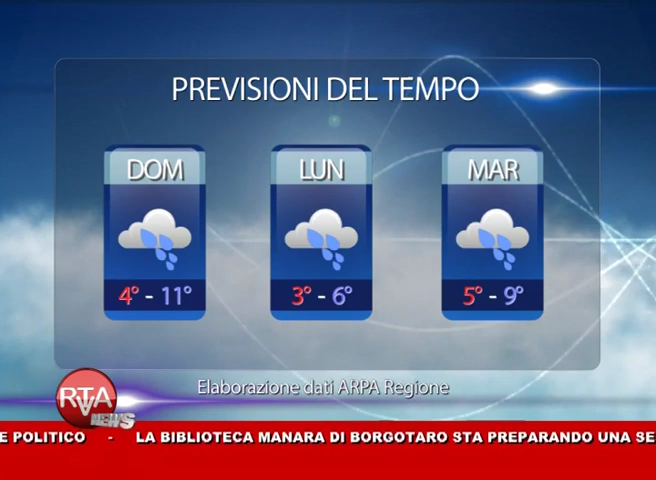 PREVISIONI DEL TEMPO
DOM
LUN
MAR
4° - 11°
3° - 6°
5° - 9°
Elaborazione dati ARPA Regione
RTTA
NEWS
E POLITICO - LA BIBLIOTECA MANARA DI BORGOTARO STA PREPARANDO UNA SE